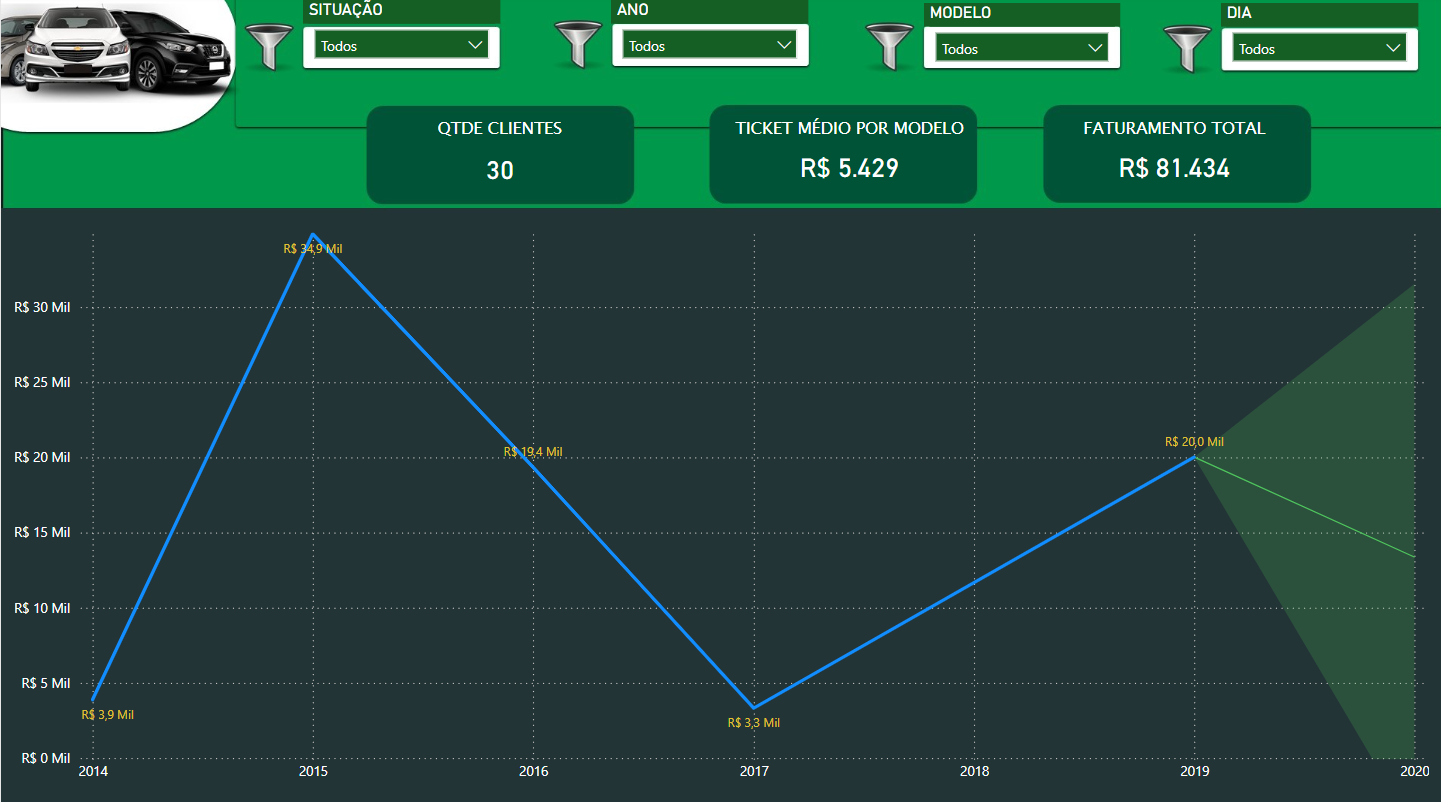 SITUAÇÃO
Todos
ANO
Todos
MODELO
Todos
DIA
Todos
QTDE CLIENTES
30
TICKET MÉDIO POR MODELO
R$ 5.429
FATURAMENTO TOTAL
R$ 81.434
R$ 34,9 Mil
R$ 30 Mil
R$ 25 Mil
R$ 19,4 Mil
R$ 20,0 Mil
R$ 20 Mil
R$ 15 Mil
R$ 10 Mil
R$ 5 Mil
R$ 3,9 Mil
R$ 3,3 Mil
R$ 0 Mil
2014
2015
2016
2017
2018
2019
2020